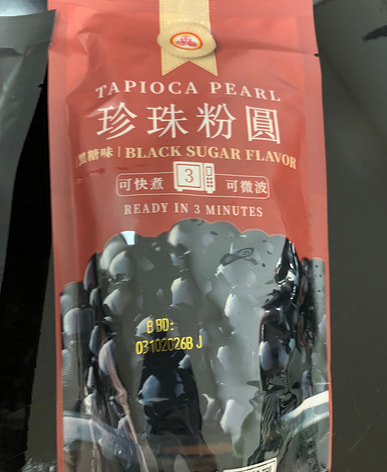 TAPIOCA PEARL
珍珠粉圓
黑糖味 | BLACK SUGAR FLAVOR
可快煮 3 可微波
READY IN 3 MINUTES
BBD:
03102026B J